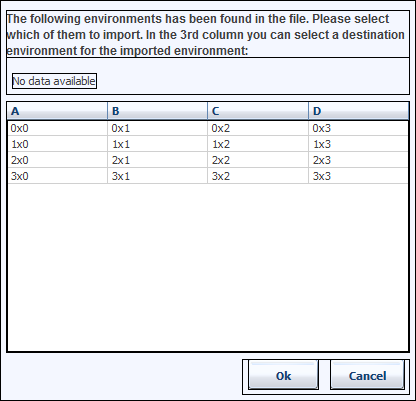 The following environments has been found in the file. Please select
which of them to import. In the 3rd column you can select a destination
environment for the imported environment:
No data available
A B C D
0x0 0x1 0x2 0x3
1x0 1x1 1x2 1x3
2x0 2x1 2x2 2x3
3x0 3x1 3x2 3x3
Ok Cancel